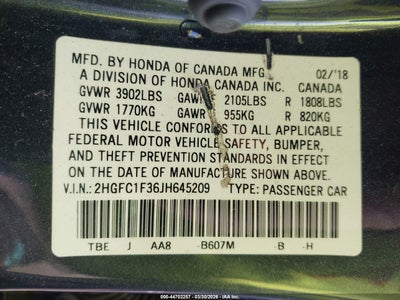 MFD. BY HONDA OF CANADA MFG. 02/'18
A DIVISION OF HONDA CANADA INC. CANADA
GVWR 3902LBS GAWR 2105LBS R 1808LBS
GVWR 1770KG GAWR 955KG R 820KG
THIS VEHICLE CONFORMS TO ALL APPLICABLE
FEDERAL MOTOR VEHICLE SAFETY, BUMPER,
AND THEFT PREVENTION STANDARDS IN EFFECT
ON THE DATE OF MANUFACTURE SHOWN ABOVE.
V.I.N.: 2HGFC1F36JH645209 TYPE: PASSENGER CAR
TBE J AA8 -B607M -B -H
000-44702257 - 03/10/2026 - IAA Inc.